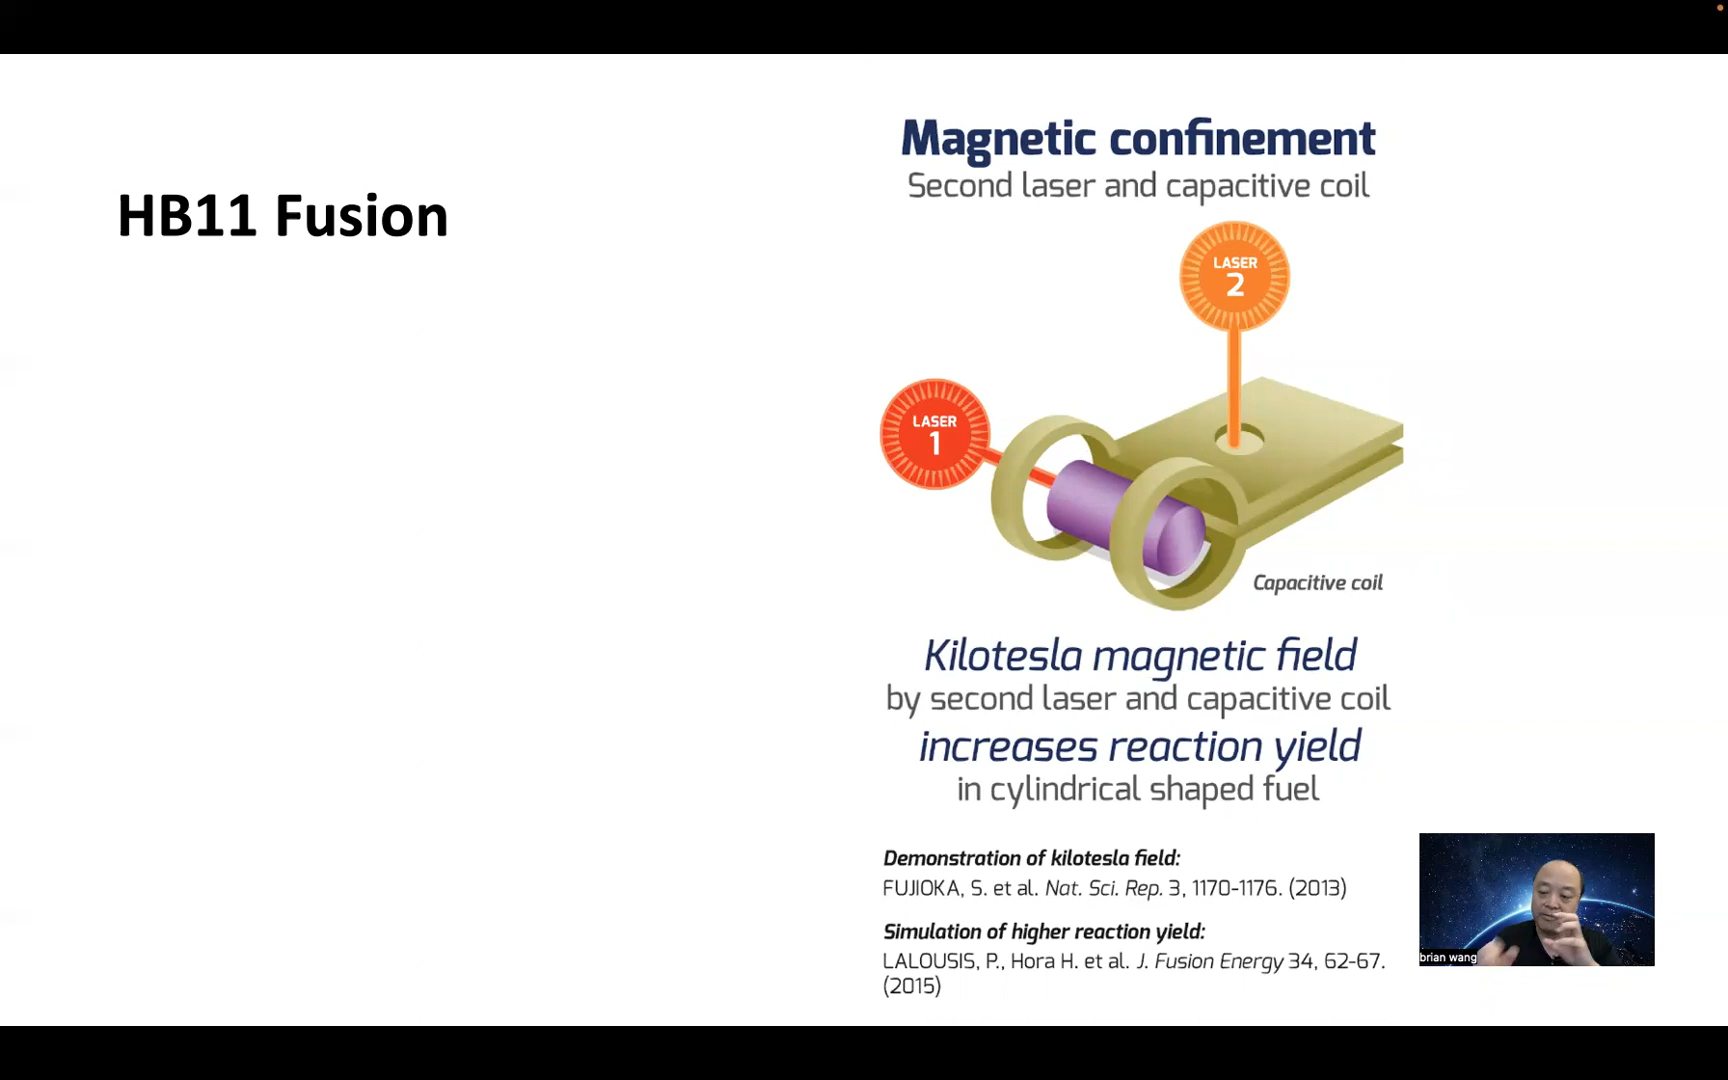 HB11 Fusion
Magnetic confinement
Second laser and capacitive coil
LASER
2
LASER
1
Capacitive coil
Kilotesla magnetic field
by second laser and capacitive coil
increases reaction yield
in cylindrical shaped fuel
Demonstration of kilotesla field:
FUJIOKA, S. et al. Nat. Sci. Rep. 3, 1170-1176. (2013)
Simulation of higher reaction yield:
LALOUSIS, P., Hora H. et al. J. Fusion Energy 34, 62-67.
(2015)
brian wang